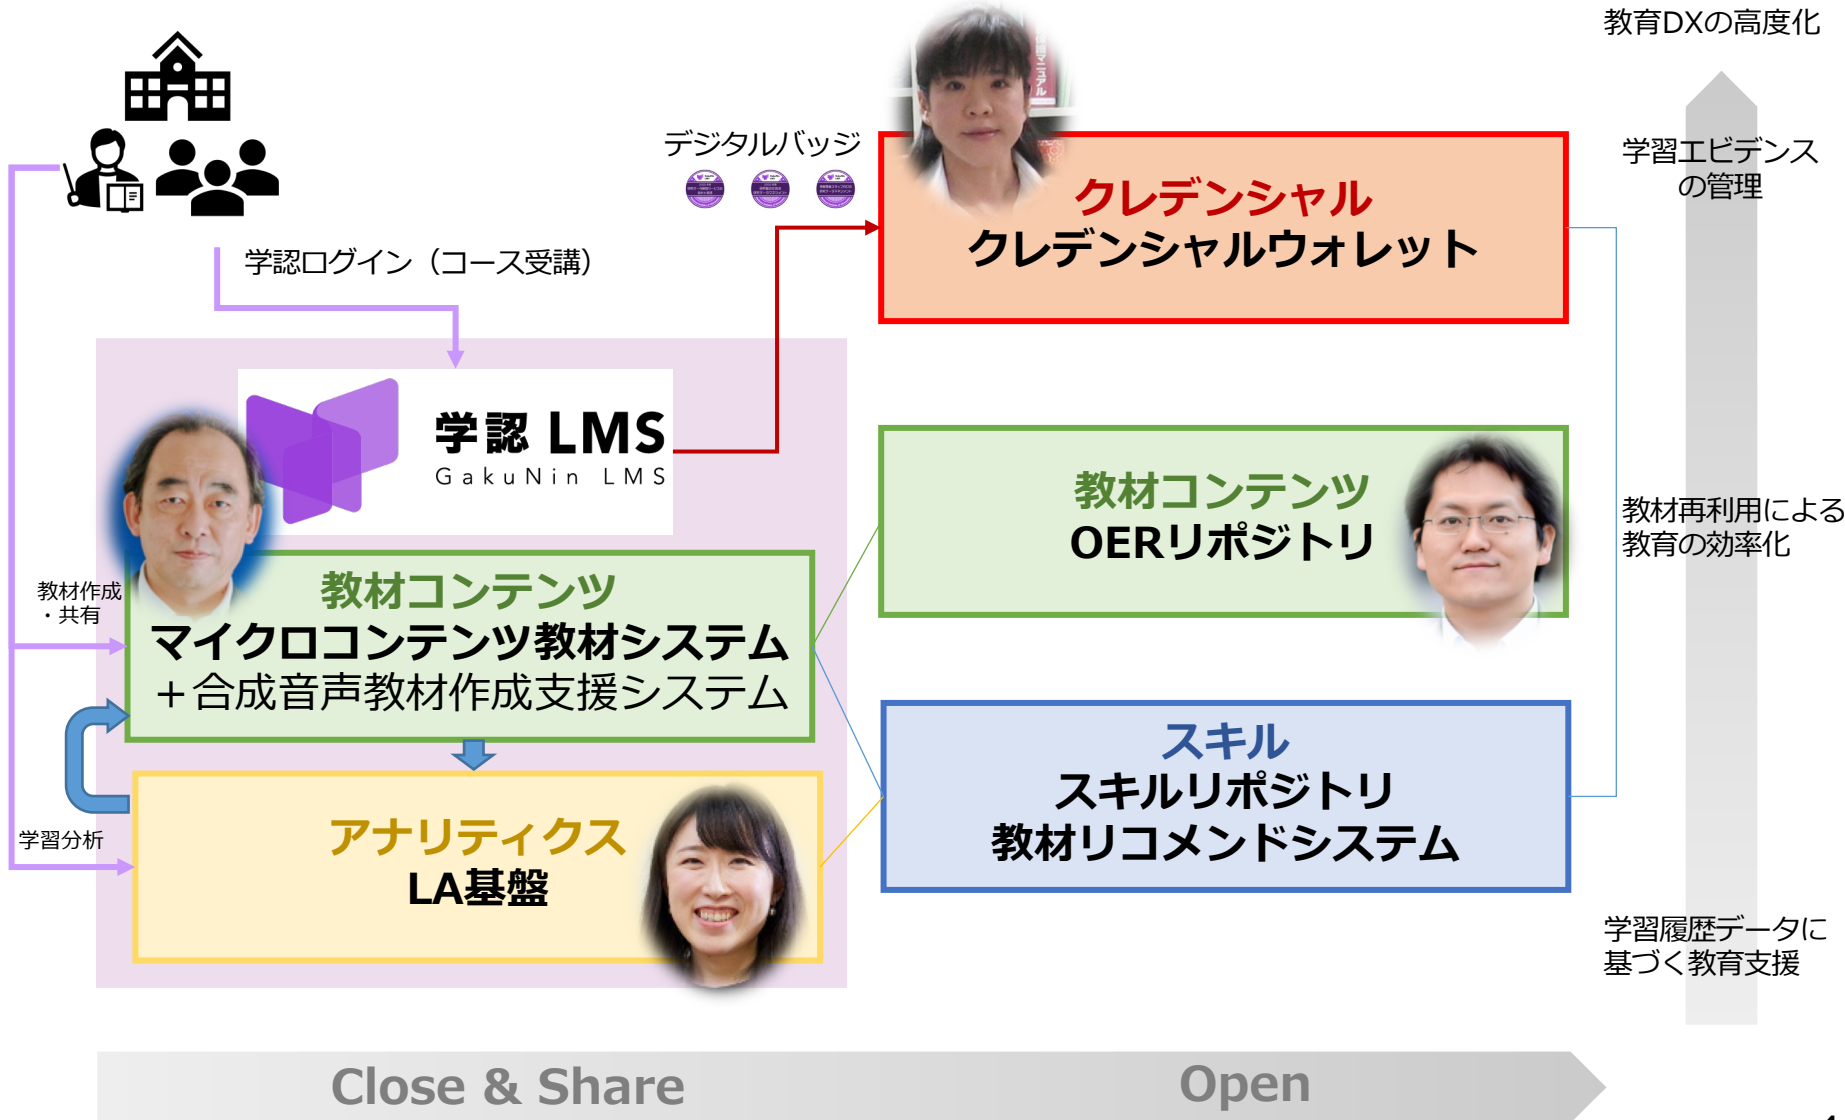 教育DXの高度化
デジタルバッジ
学習エビデンス
の管理
クレデンシャル
クレデンシャルウォレット
学認ログイン（コース受講）
学認 LMS
GakuNin LMS
教材コンテンツ
OERリポジトリ
教材再利用による
教育の効率化
教材作成
・共有
教材コンテンツ
マイクロコンテンツ教材システム
＋合成音声教材作成支援システム
スキル
スキルリポジトリ
教材リコメンドシステム
学習分析
アナリティクス
LA基盤
学習履歴データに
基づく教育支援
Close & Share
Open